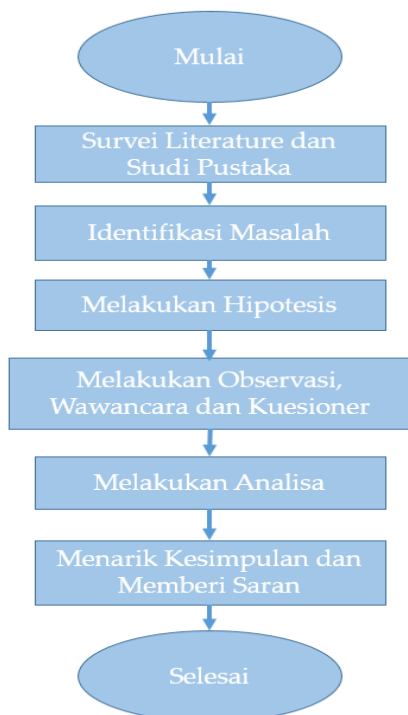 Mulai
Survei Literature dan
Studi Pustaka
Identifikasi Masalah
Melakukan Hipotesis
Melakukan Observasi,
Wawancara dan Kuesioner
Melakukan Analisa
Menarik Kesimpulan dan
Memberi Saran
Selesai